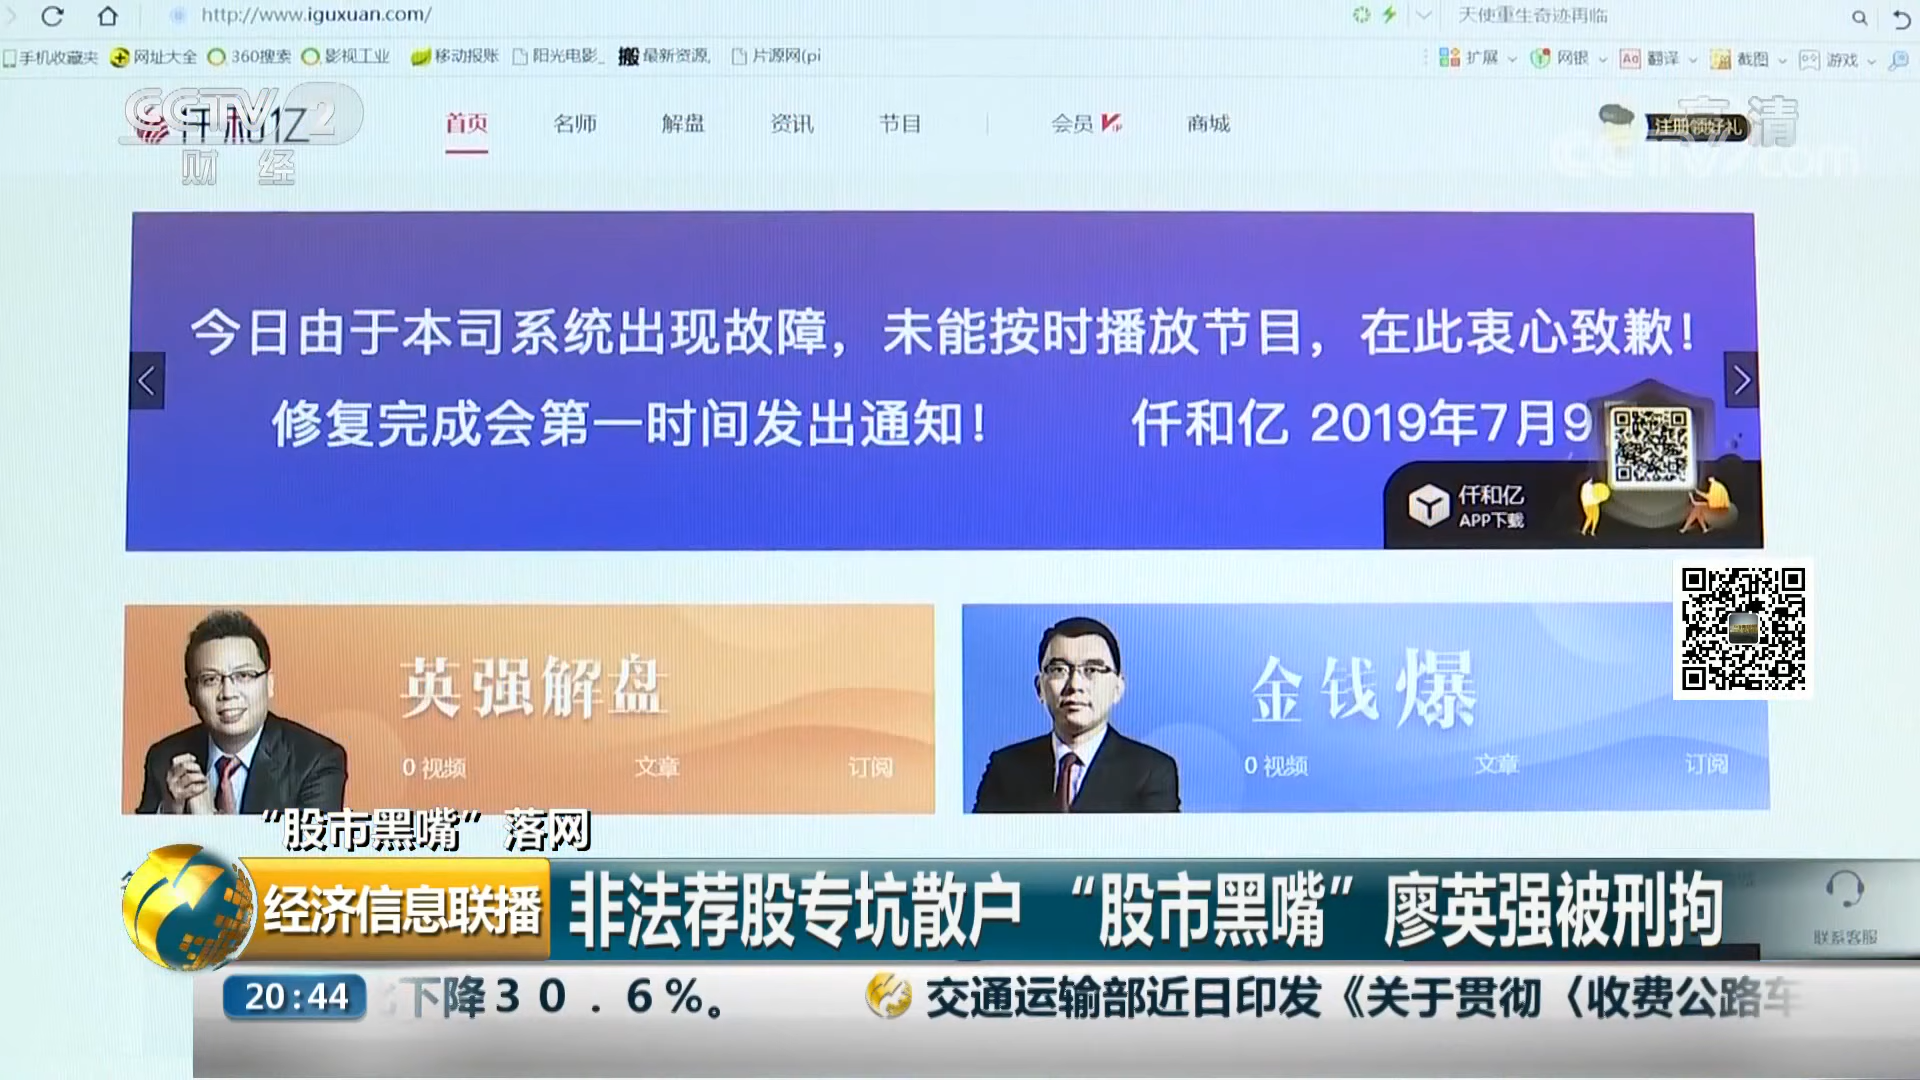 http://www.iguxuan.com/
天使重生奇迹再临
手机收藏夹 网址大全 360搜索 影视工业 移动报账 阳光电影_ 最新资源, 片源网(pi
扩展 网银 翻译 截图 游戏
CCTV 2
财 经
仟和亿
首页 名师 解盘 资讯 节目 会员 VIP 商城
注册领好礼
高清
CCTV.com
今日由于本司系统出现故障，未能按时播放节目，在此衷心致歉！
修复完成会第一时间发出通知！ 仟和亿 2019年7月9
仟和亿
APP下载
英强解盘
0 视频 文章 订阅
金钱爆
0 视频 文章 订阅
“股市黑嘴”落网
经济信息联播
非法荐股专坑散户 “股市黑嘴”廖英强被刑拘
联系客服
20:44
下降30.6%。 交通运输部近日印发《关于贯彻〈收费公路车